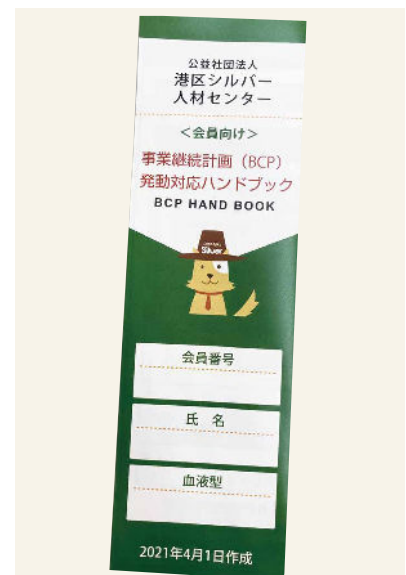 公益社団法人
港区シルバー
人材センター
＜会員向け＞
事業継続計画（BCP）
発動対応ハンドブック
BCP HAND BOOK
Silver
会員番号
氏 名
血液型
2021年4月1日作成